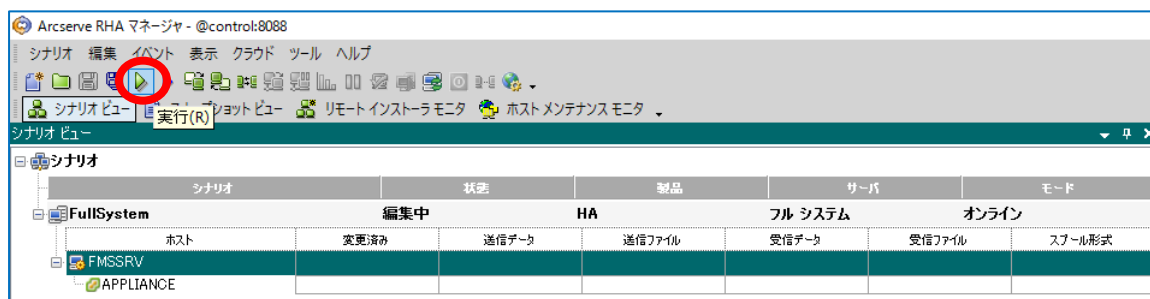 Arcserve RHA マネージャ - @control:8088
シナリオ 編集 イベント 表示 クラウド ツール ヘルプ
シナリオ ビュー ショット ビュー リモート インストーラ モニタ ホスト メンテナンス モニタ
実行(R)
シナリオ ビュー
シナリオ
シナリオ 状態 製品 サーバ モード
FullSystem 編集中 HA フル システム オンライン
ホスト 変更済み 送信データ 送信ファイル 受信データ 受信ファイル スプール形式
FMSSRV
APPLIANCE